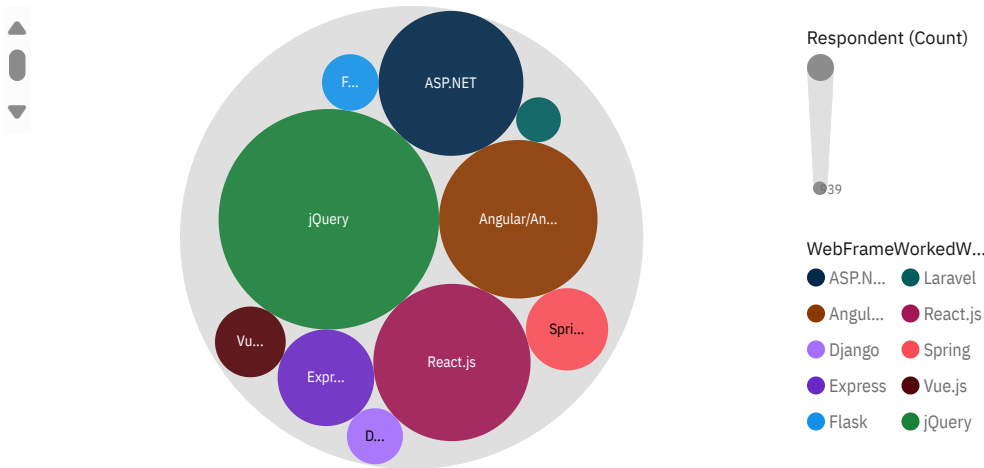 F...
ASP.NET
jQuery
Angular/An...
Vu...
Expr...
React.js
Spri...
D...
Respondent (Count)
939
WebFrameWorkedW...
ASP.N...
Laravel
Angul...
React.js
Django
Spring
Express
Vue.js
Flask
jQuery